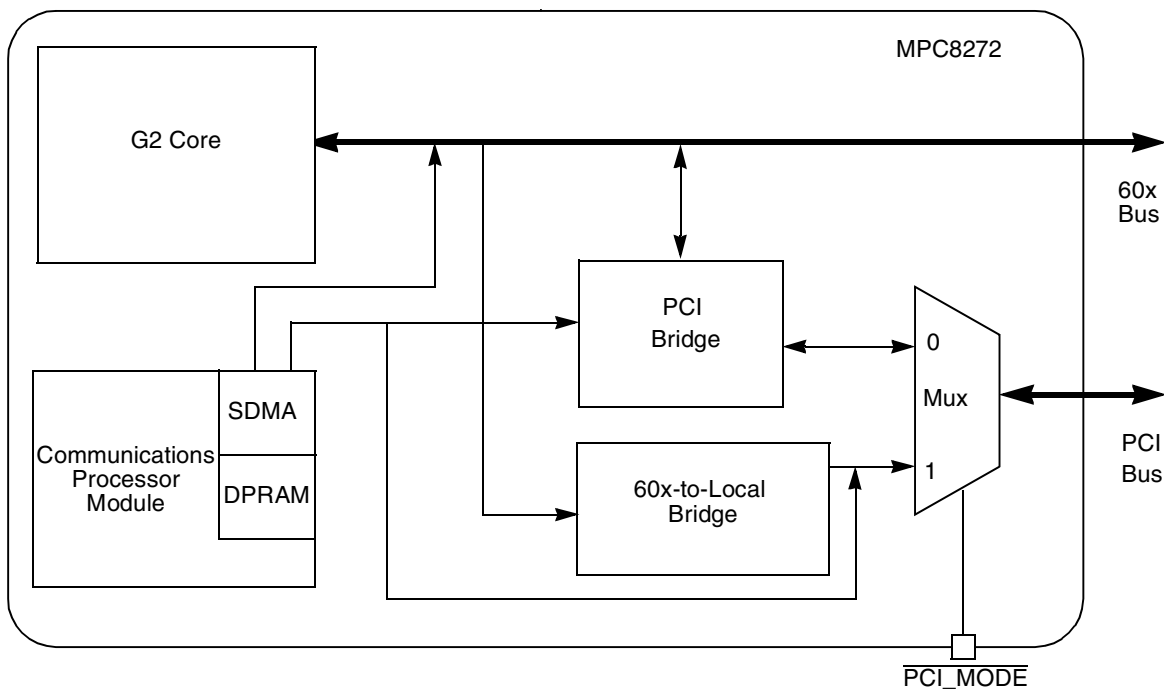 MPC8272
G2 Core
60x
Bus
PCI
Bridge
0
Mux
1
PCI
Bus
SDMA
DPRAM
Communications
Processor
Module
60x-to-Local
Bridge
PCI_MODE